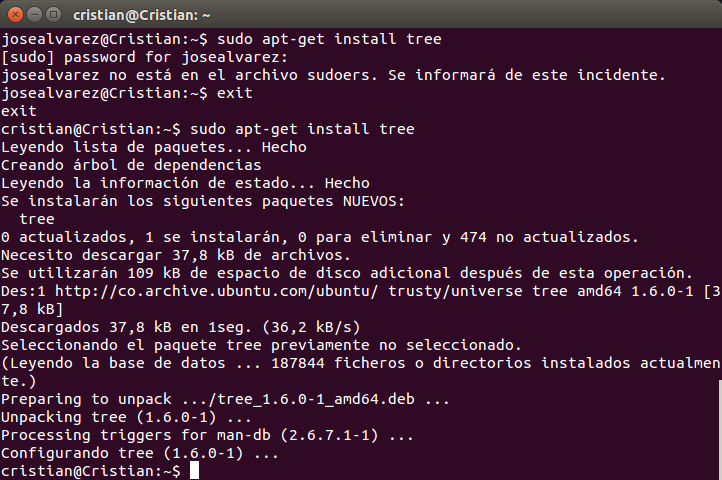 cristian@Cristian: ~
josealvarez@Cristian:~$ sudo apt-get install tree
[sudo] password for josealvarez:
josealvarez no está en el archivo sudoers. Se informará de este incidente.
josealvarez@Cristian:~$ exit
exit
cristian@Cristian:~$ sudo apt-get install tree
Leyendo lista de paquetes... Hecho
Creando árbol de dependencias
Leyendo la información de estado... Hecho
Se instalarán los siguientes paquetes NUEVOS:
  tree
0 actualizados, 1 se instalarán, 0 para eliminar y 474 no actualizados.
Necesito descargar 37,8 kB de archivos.
Se utilizarán 109 kB de espacio de disco adicional después de esta operación.
Des:1 http://co.archive.ubuntu.com/ubuntu/ trusty/universe tree amd64 1.6.0-1 [3
7,8 kB]
Descargados 37,8 kB en 1seg. (36,2 kB/s)
Seleccionando el paquete tree previamente no seleccionado.
(Leyendo la base de datos ... 187844 ficheros o directorios instalados actualmen
te.)
Preparing to unpack .../tree_1.6.0-1_amd64.deb ...
Unpacking tree (1.6.0-1) ...
Processing triggers for man-db (2.6.7.1-1) ...
Configurando tree (1.6.0-1) ...
cristian@Cristian:~$